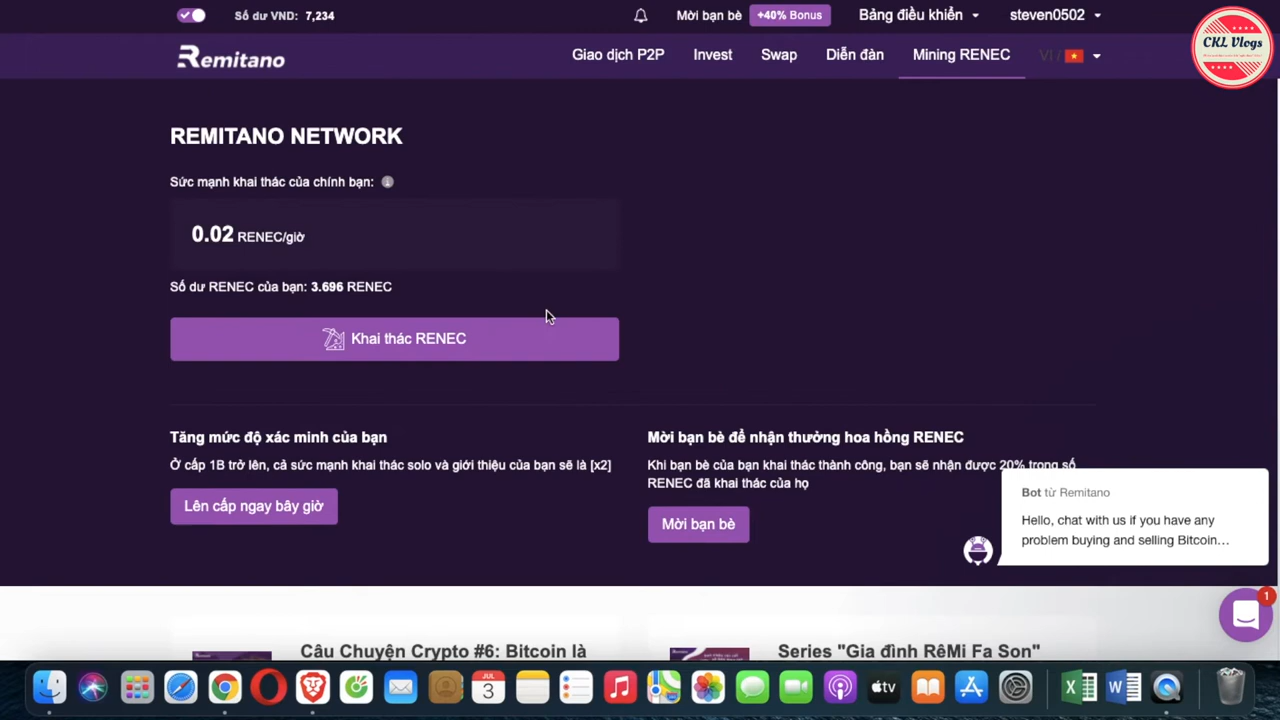 Số dư VND: 7,234
Mời bạn bè +40% Bonus
Bảng điều khiển
steven0502
CKL Vlogs
Remitano
Giao dịch P2P
Invest
Swap
Diễn đàn
Mining RENEC
VI /
REMITANO NETWORK
Sức mạnh khai thác của chính bạn:
0.02 RENEC/giờ
Số dư RENEC của bạn: 3.696 RENEC
Khai thác RENEC
Tăng mức độ xác minh của bạn
Ở cấp 1B trở lên, cả sức mạnh khai thác solo và giới thiệu của bạn sẽ là [x2]
Lên cấp ngay bây giờ
Mời bạn bè để nhận thưởng hoa hồng RENEC
Khi bạn bè của bạn khai thác thành công, bạn sẽ nhận được 20% trong số
RENEC đã khai thác của họ
Mời bạn bè
Bot từ Remitano
Hello, chat with us if you have any
problem buying and selling Bitcoin…
1
Câu Chuyện Crypto #6: Bitcoin là
Series "Gia đình RêMi Fa Son"
JUL
3
tv